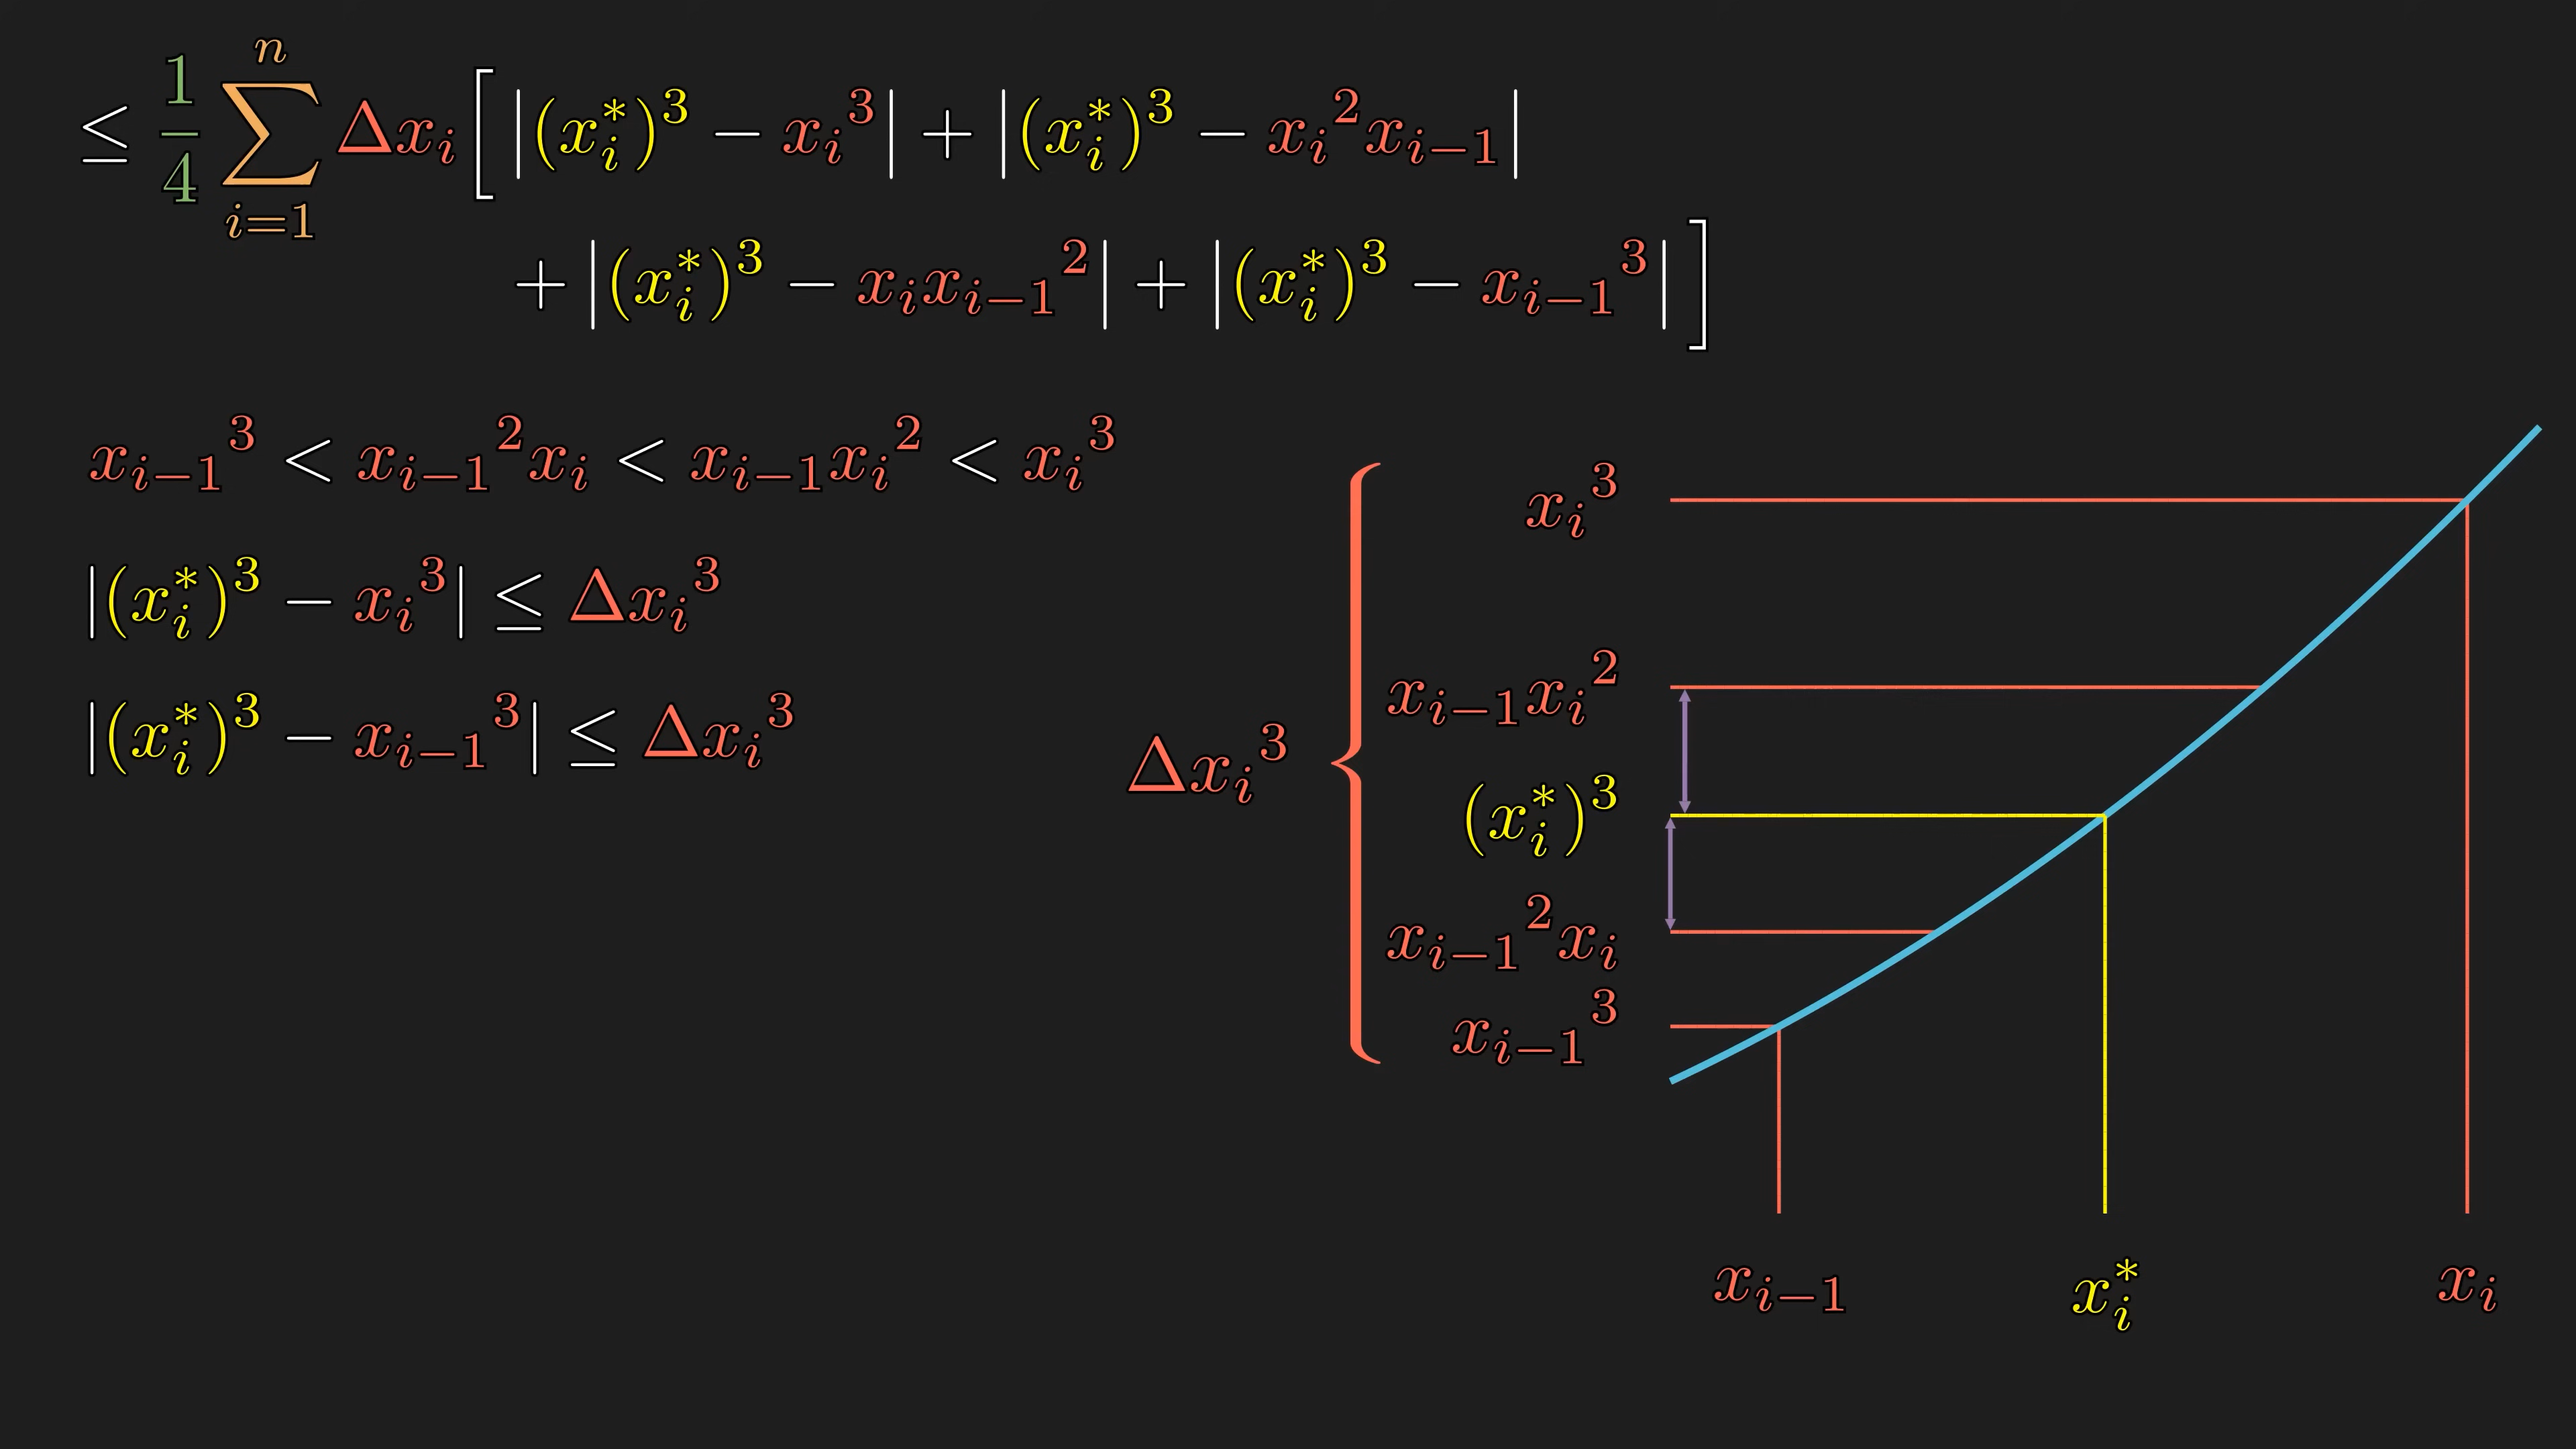 ≤ 1/4 ∑_{i=1}^{n} Δx_i [ |(x_i^*)^3 − x_i^3| + |(x_i^*)^3 − x_i^2 x_{i−1}|
+ |(x_i^*)^3 − x_i x_{i−1}^2| + |(x_i^*)^3 − x_{i−1}^3| ]
x_{i−1}^3 < x_{i−1}^2 x_i < x_{i−1} x_i^2 < x_i^3
|(x_i^*)^3 − x_i^3| ≤ Δx_i^3
|(x_i^*)^3 − x_{i−1}^3| ≤ Δx_i^3
Δx_i^3
x_i^3
x_{i−1} x_i^2
(x_i^*)^3
x_{i−1}^2 x_i
x_{i−1}^3
x_{i−1} x_i^* x_i